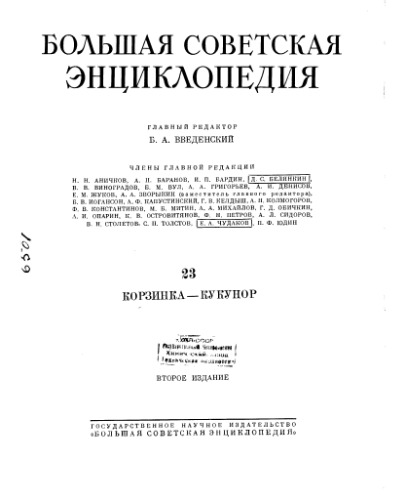 БОЛЬШАЯ СОВЕТСКАЯ
ЭНЦИКЛОПЕДИЯ
ГЛАВНЫЙ РЕДАКТОР
Б. А. ВВЕДЕНСКИЙ
ЧЛЕНЫ ГЛАВНОЙ РЕДАКЦИИ
Н. Н. АНИЧКОВ, А. Н. БАРАНОВ, И. П. БАРДИН, Д. С. БЕЛЯНКИН,
В. В. ВИНОГРАДОВ, Б. М. ВУЛ, А. А. ГРИГОРЬЕВ, А. И. ДЕНИСОВ,
Е. М. ЖУКОВ, А. А. ЗВОРЫКИН (заместитель главного редактора),
Б. В. ИОГАНСОН, А. Ф. КАПУСТИНСКИЙ, Г. В. КЕЛДЫШ, А. Н. КОЛМОГОРОВ,
Ф. В. КОНСТАНТИНОВ, М. Б. МИТИН, А. А. МИХАЙЛОВ, Г. Д. ОБИЧКИН,
А. И. ОПАРИН, К. В. ОСТРОВИТЯНОВ, Ф. Н. ПЕТРОВ, А. Л. СИДОРОВ,
В. Н. СТОЛЕТОВ, С. П. ТОЛСТОВ, Е. А. ЧУДАКОВ, П. Ф. ЮДИН
1059
23
КОРЗИНКА—КУКУНОР
ВТОРОЕ ИЗДАНИЕ
ГОСУДАРСТВЕННОЕ НАУЧНОЕ ИЗДАТЕЛЬСТВО
«БОЛЬШАЯ СОВЕТСКАЯ ЭНЦИКЛОПЕДИЯ»